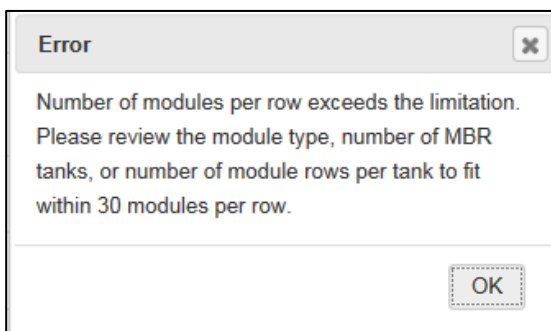 Error
Number of modules per row exceeds the limitation.
Please review the module type, number of MBR
tanks, or number of module rows per tank to fit
within 30 modules per row.
OK